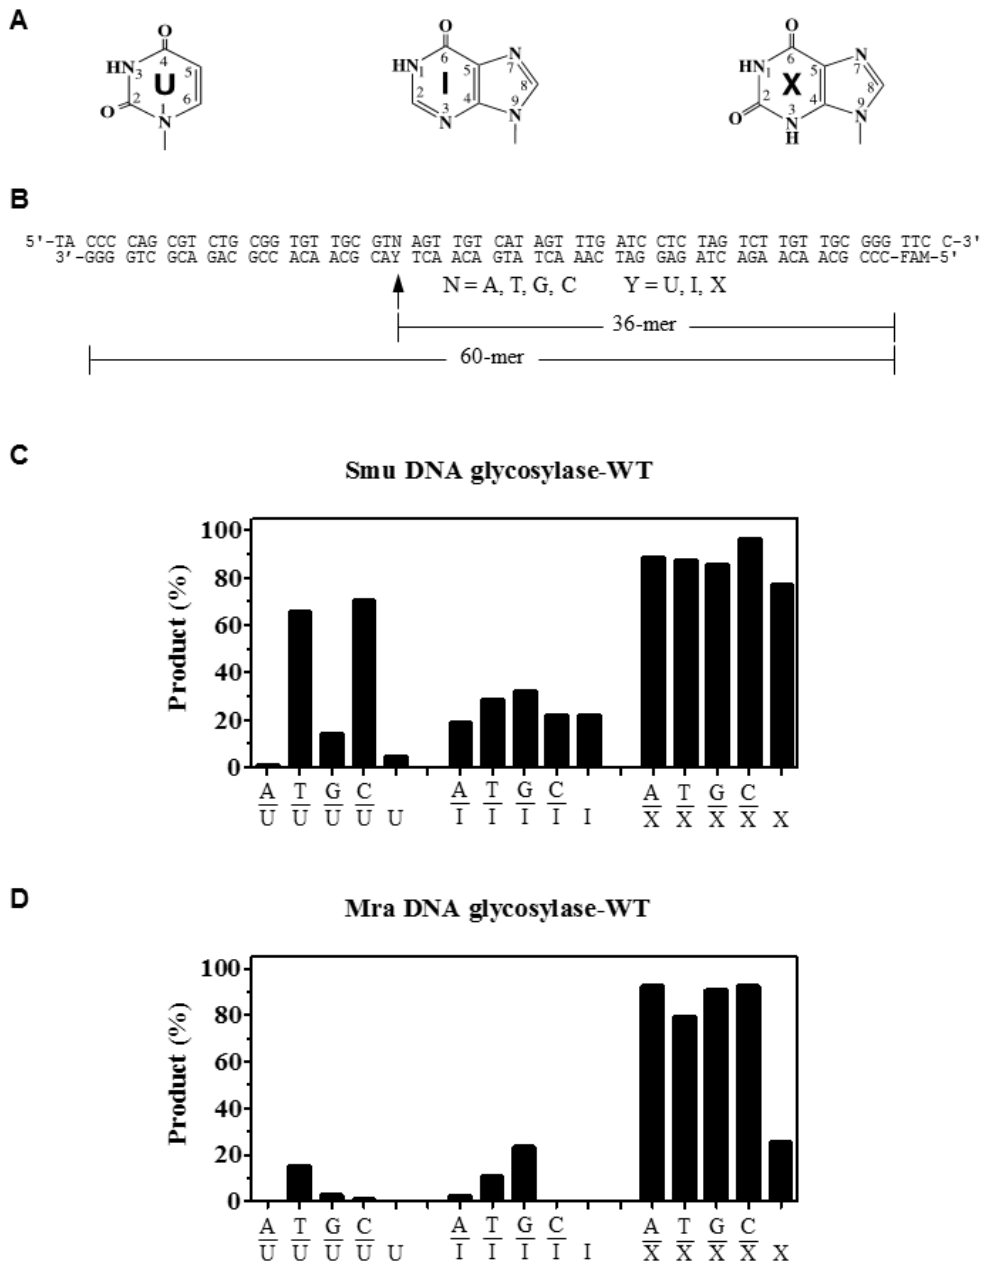 A
O
4
HN 3 U 5
2 1 6
O N
O
6 N
HN 1 5 7
I 8
2 3 4 9
N N
O
6 N
HN 1 5 7
X 8
2 3 4 9
O N N
H
B
5'-TA CCC CAG CGT CTG CGG TGT TGC GTN AGT TGT CAT AGT TTG ATC CTC TAG TCT TGT TGC GGG TTC C-3'
3'-GGG GTC GCA GAC GCC ACA ACG CAY TCA ACA GTA TCA AAC TAG GAG ATC AGA ACA ACG CCC-FAM-5'
N = A, T, G, C Y = U, I, X
36-mer
60-mer
C
Smu DNA glycosylase-WT
Product (%)
100
80
60
40
20
0
A T G C A T G C A T G C
U U U U U I I I I I X X X X X
D
Mra DNA glycosylase-WT
Product (%)
100
80
60
40
20
0
A T G C A T G C A T G C
U U U U U I I I I I X X X X X